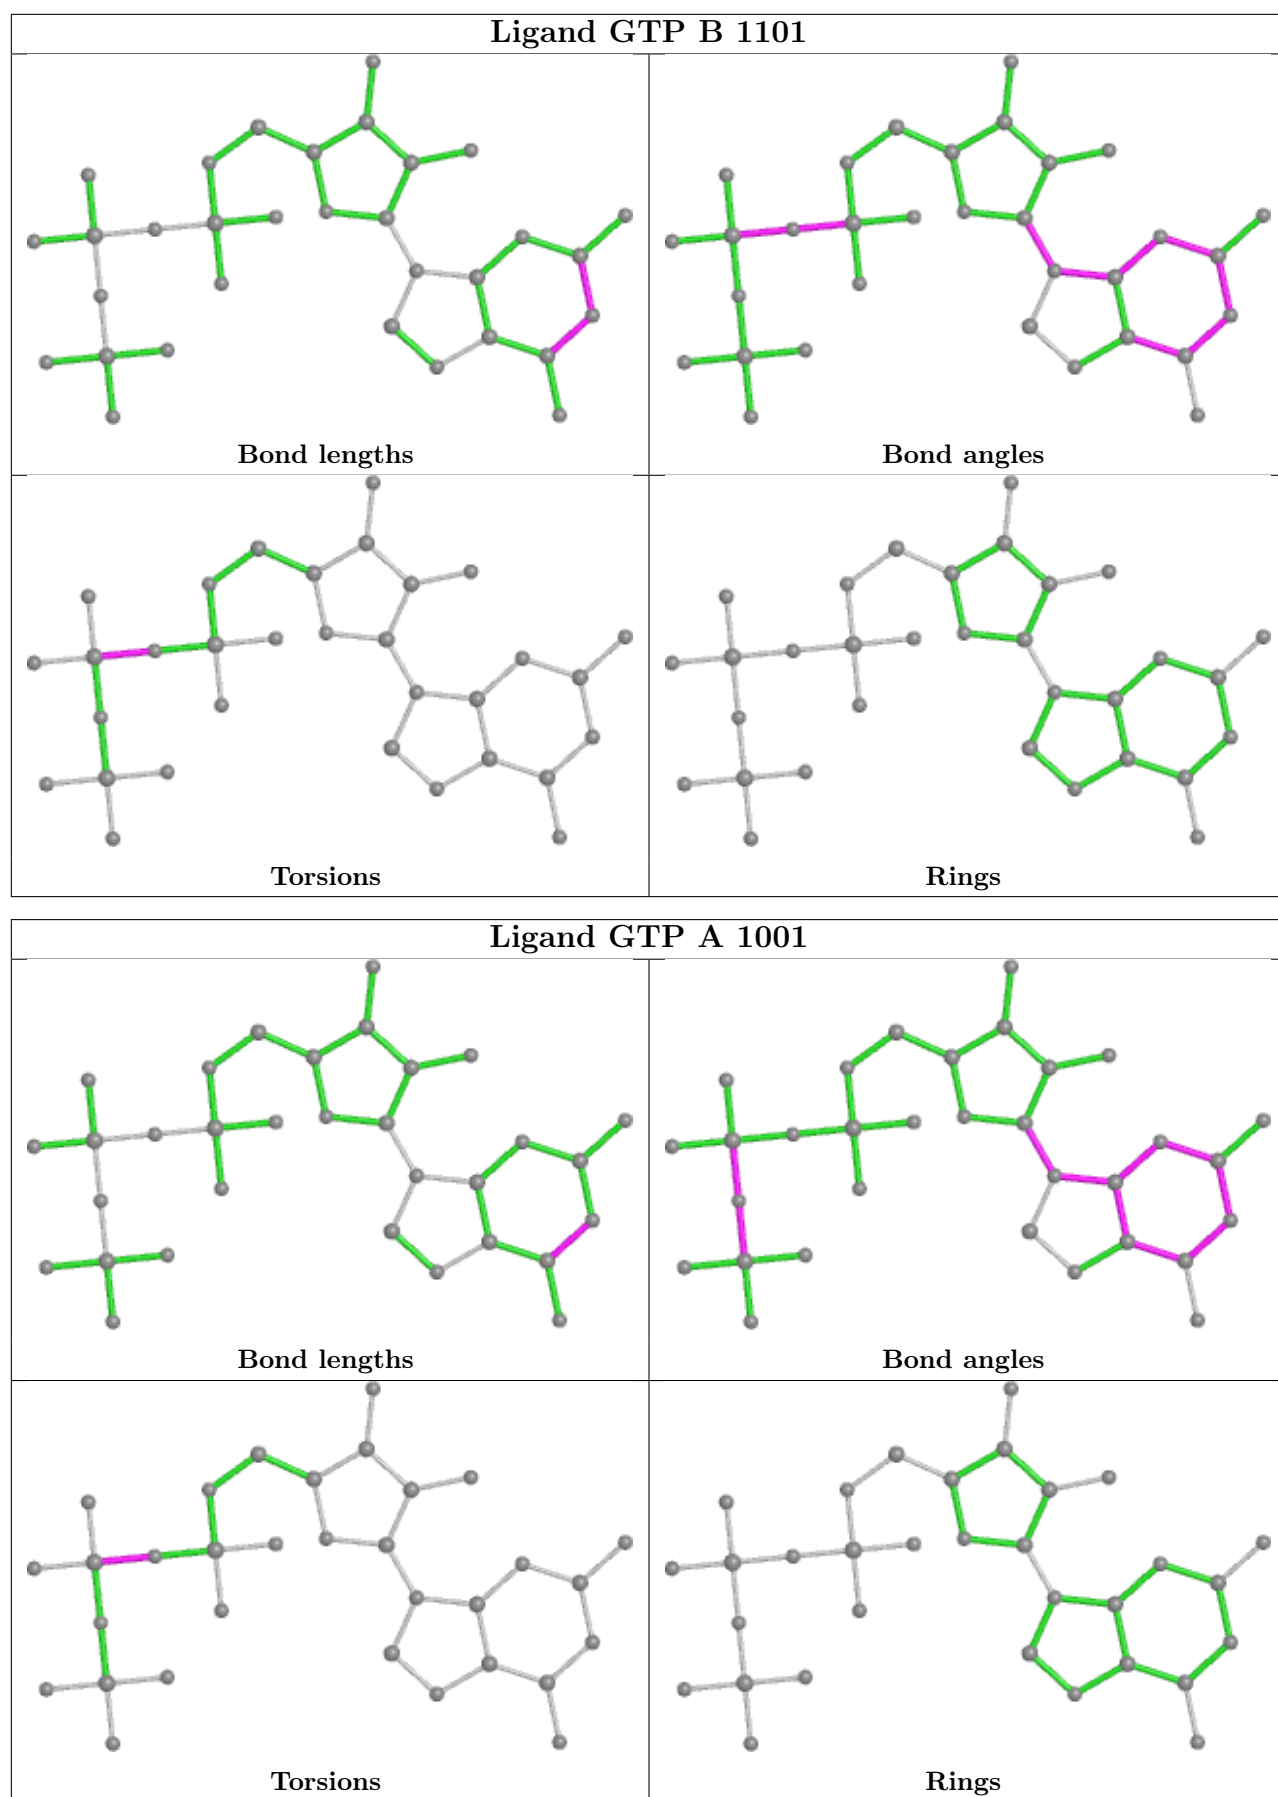 Ligand GTP B 1101
Bond lengths
Bond angles
Torsions
Rings
Ligand GTP A 1001
Bond lengths
Bond angles
Torsions
Rings